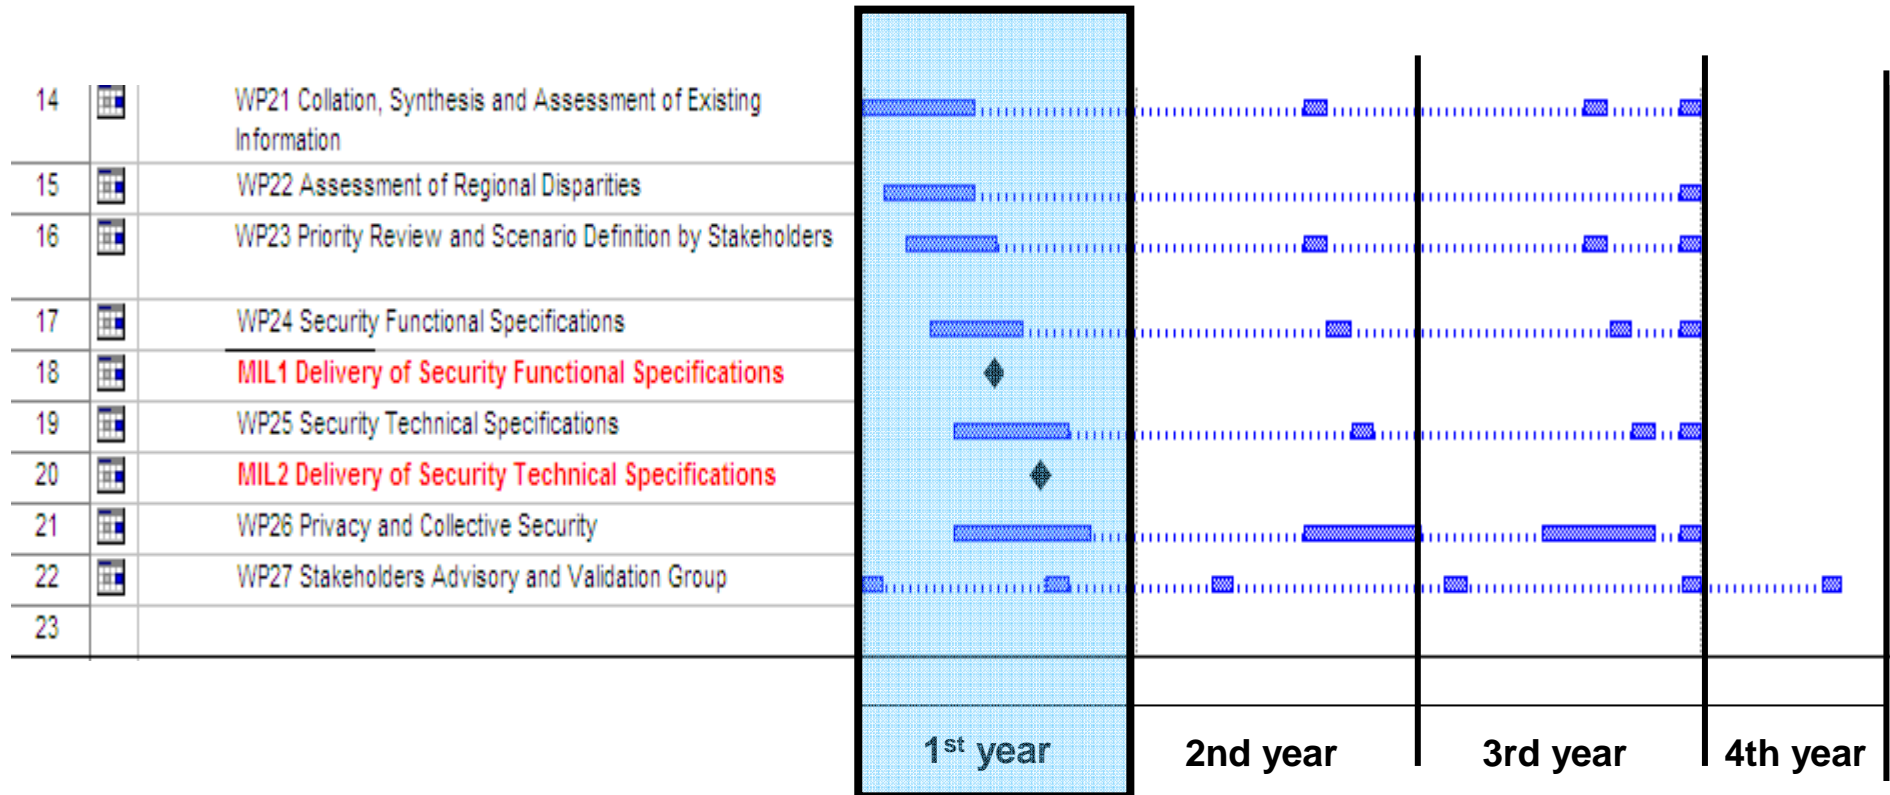 14 WP21 Collation, Synthesis and Assessment of Existing
Information
15 WP22 Assessment of Regional Disparities
16 WP23 Priority Review and Scenario Definition by Stakeholders
17 WP24 Security Functional Specifications
18 MIL1 Delivery of Security Functional Specifications
19 WP25 Security Technical Specifications
20 MIL2 Delivery of Security Technical Specifications
21 WP26 Privacy and Collective Security
22 WP27 Stakeholders Advisory and Validation Group
23
1st year 2nd year 3rd year 4th year